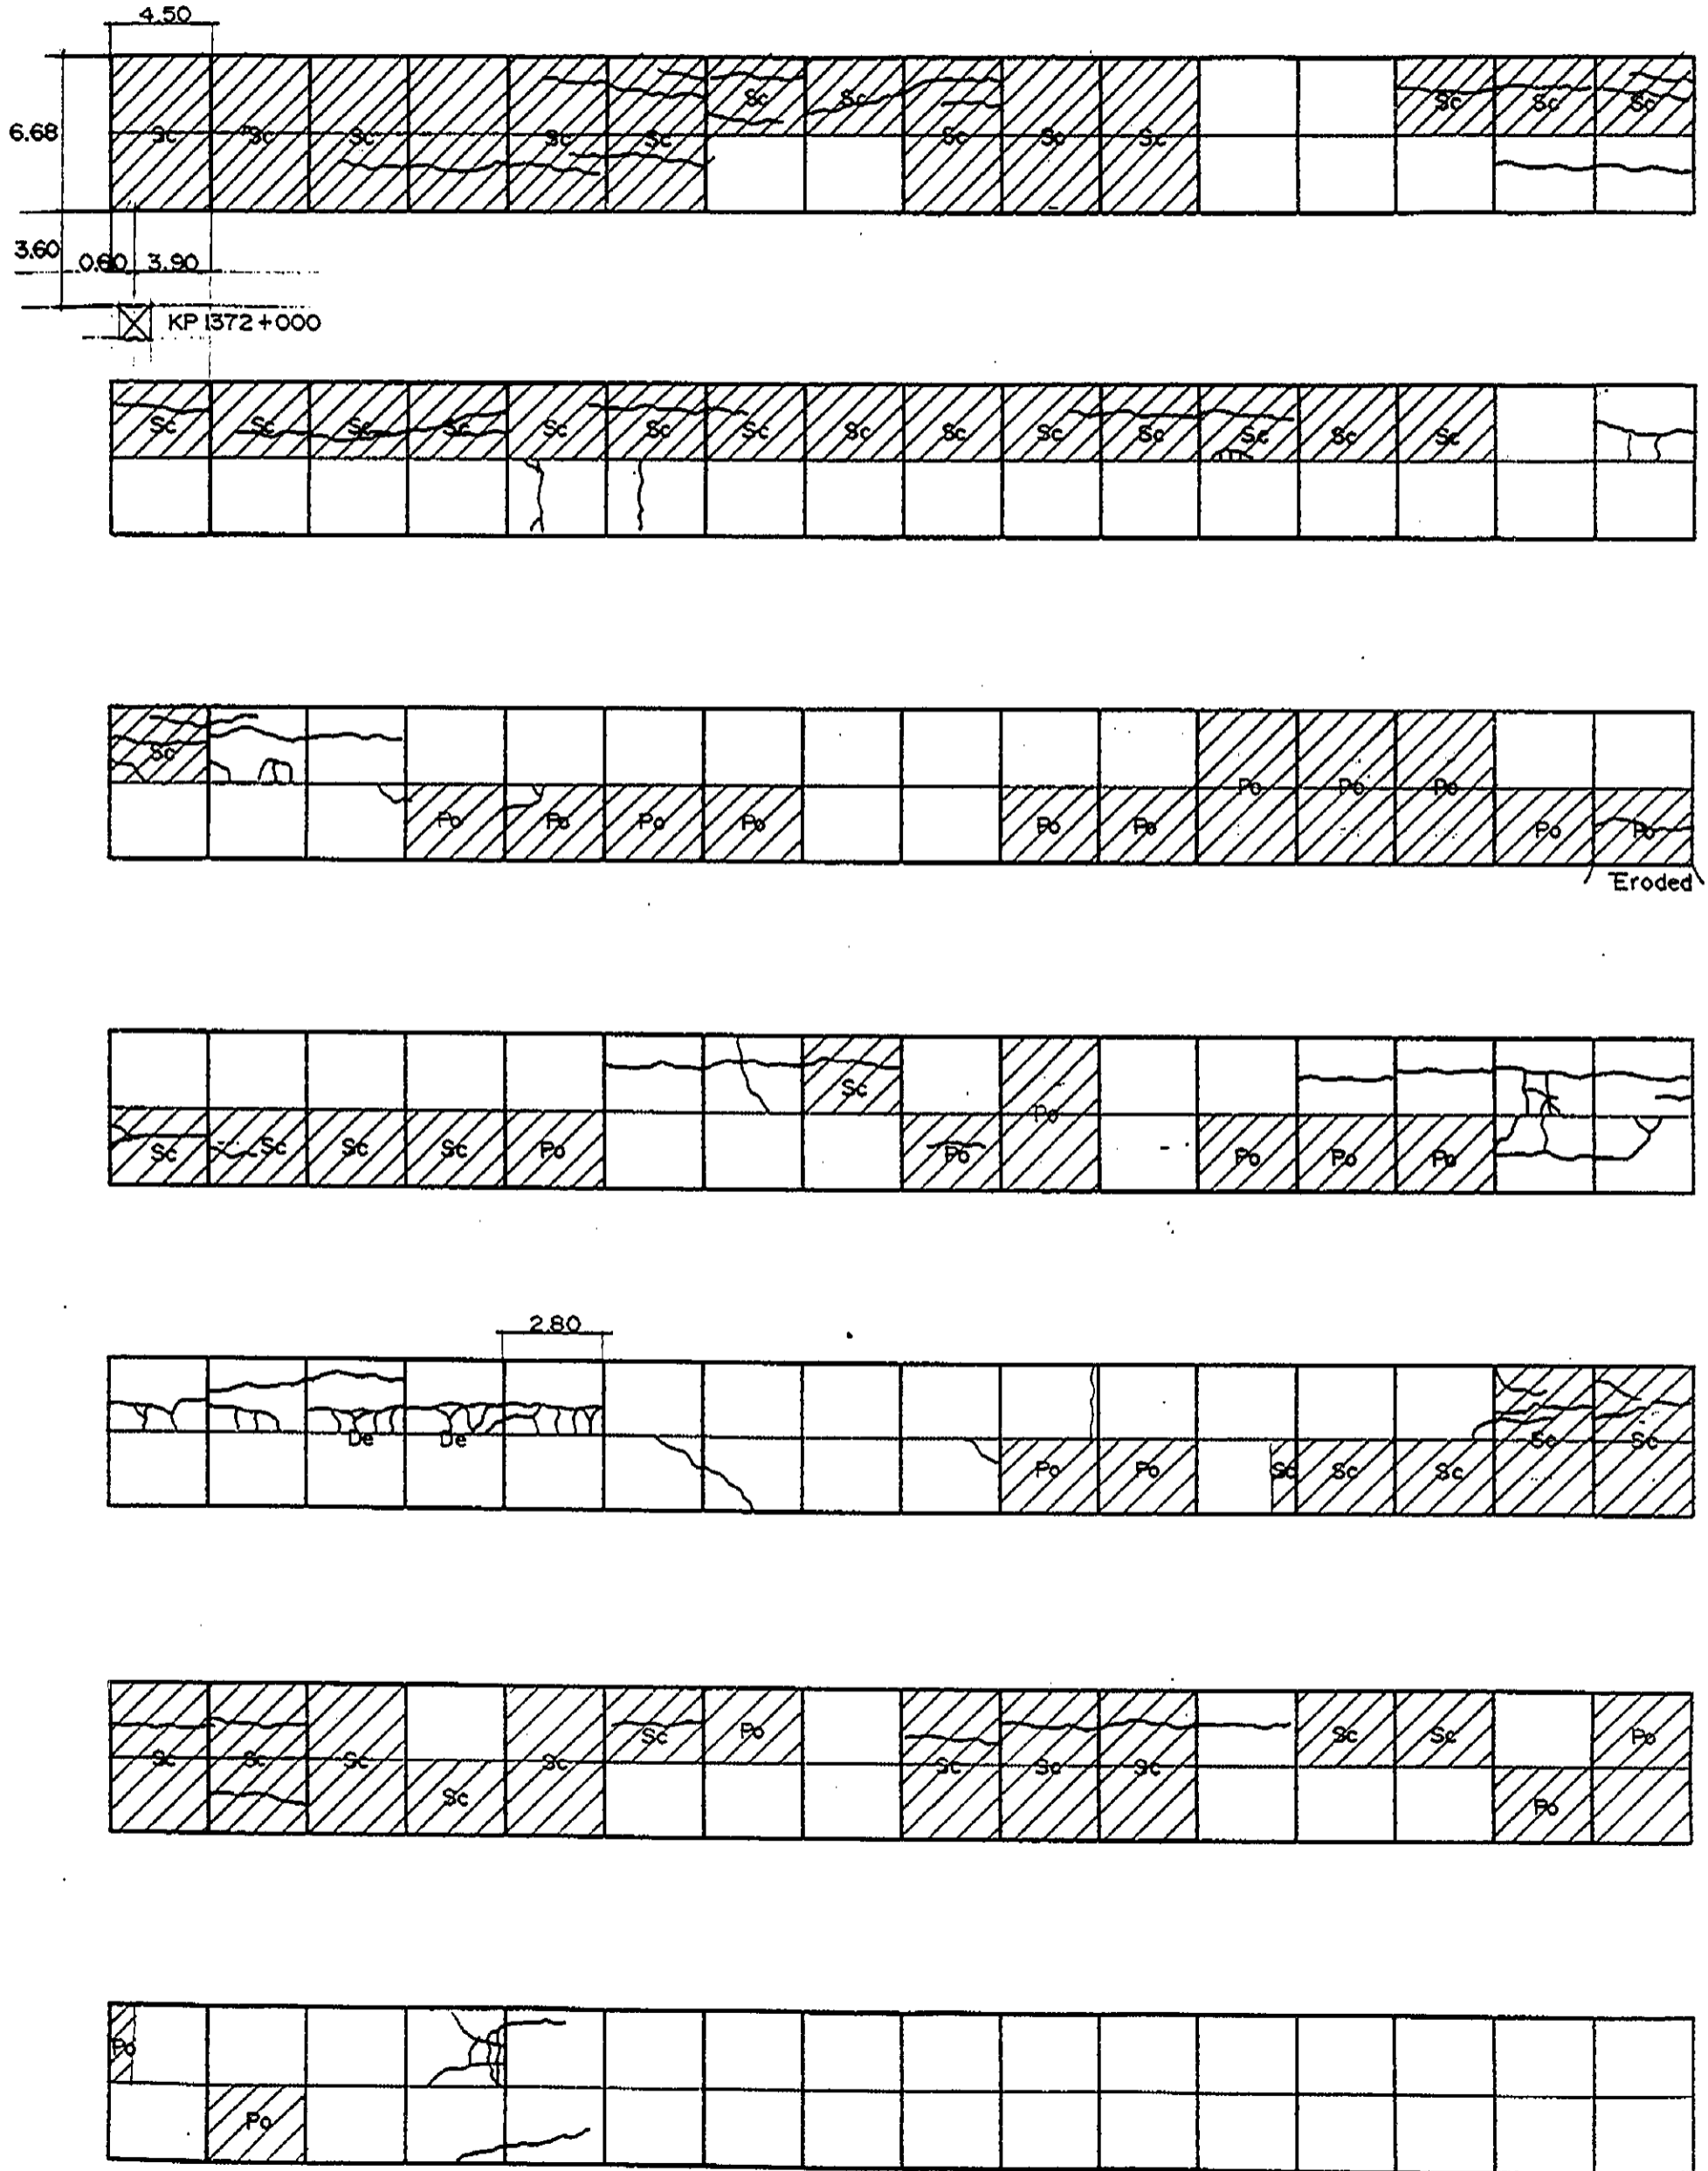 4.50
Sc Sc Sc
6.68 Sc Sc Sc Sc Sc Sc Sc Sc Sc Sc Sc
3.60 0.60 3.90
KP 1372+000
Sc Sc Sc Sc Sc Sc Sc Sc Sc Sc Sc Sc Sc Sc
Sc
Po Po Po
Po Po Po Po Po Po Po Po
Eroded
Sc
Po
Sc Sc Sc Sc Po Po Po Po Po
2.80
De De Sc Sc
Po Po Sc Sc Sc
Sc Po Sc Sc Po
Sc Sc Sc Sc Sc Sc Sc
Sc Po
Po
Po